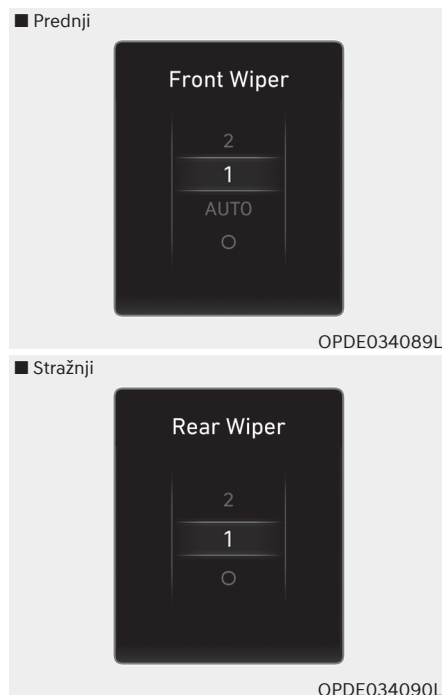 ■ Prednji
Front Wiper
2
1
AUTO
O
OPDE034089L
■ Stražnji
Rear Wiper
2
1
O
OPDE034090L